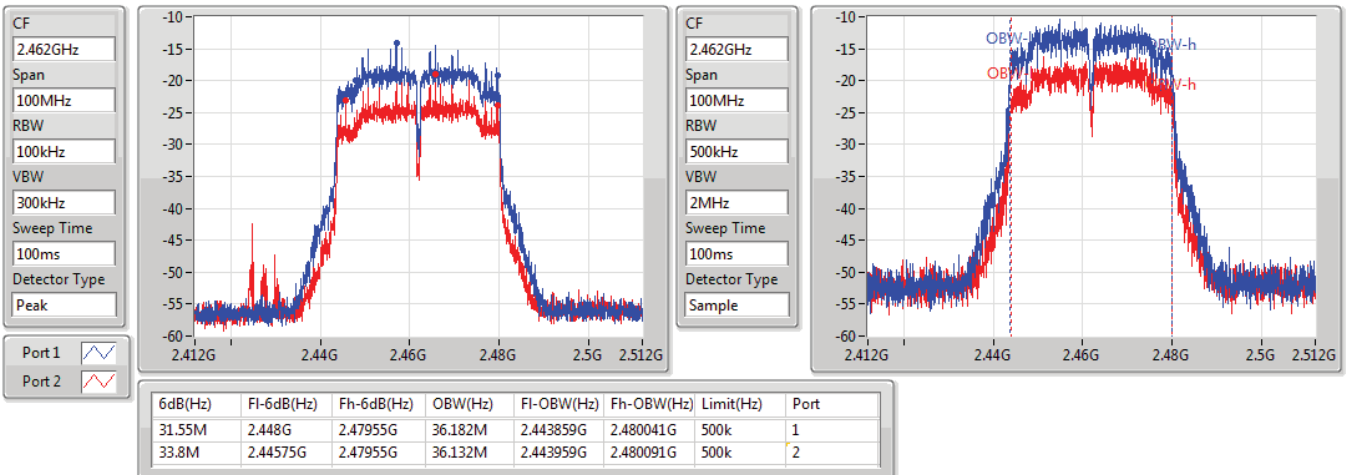 CF
2.462GHz
Span
100MHz
RBW
100kHz
VBW
300kHz
Sweep Time
100ms
Detector Type
Peak
Port 1
Port 2
-10
-15
-20
-25
-30
-35
-40
-45
-50
-55
-60
2.412G 2.44G 2.46G 2.48G 2.5G 2.512G
CF
2.462GHz
Span
100MHz
RBW
500kHz
VBW
2MHz
Sweep Time
100ms
Detector Type
Sample
-10
-15
-20
-25
-30
-35
-40
-45
-50
-55
-60
OBW-h
2.412G 2.44G 2.46G 2.48G 2.5G 2.512G
6dB(Hz) Fl-6dB(Hz) Fh-6dB(Hz) OBW(Hz) Fl-OBW(Hz) Fh-OBW(Hz) Limit(Hz) Port
31.55M 2.448G 2.47955G 36.182M 2.443859G 2.480041G 500k 1
33.8M 2.44575G 2.47955G 36.132M 2.443959G 2.480091G 500k 2